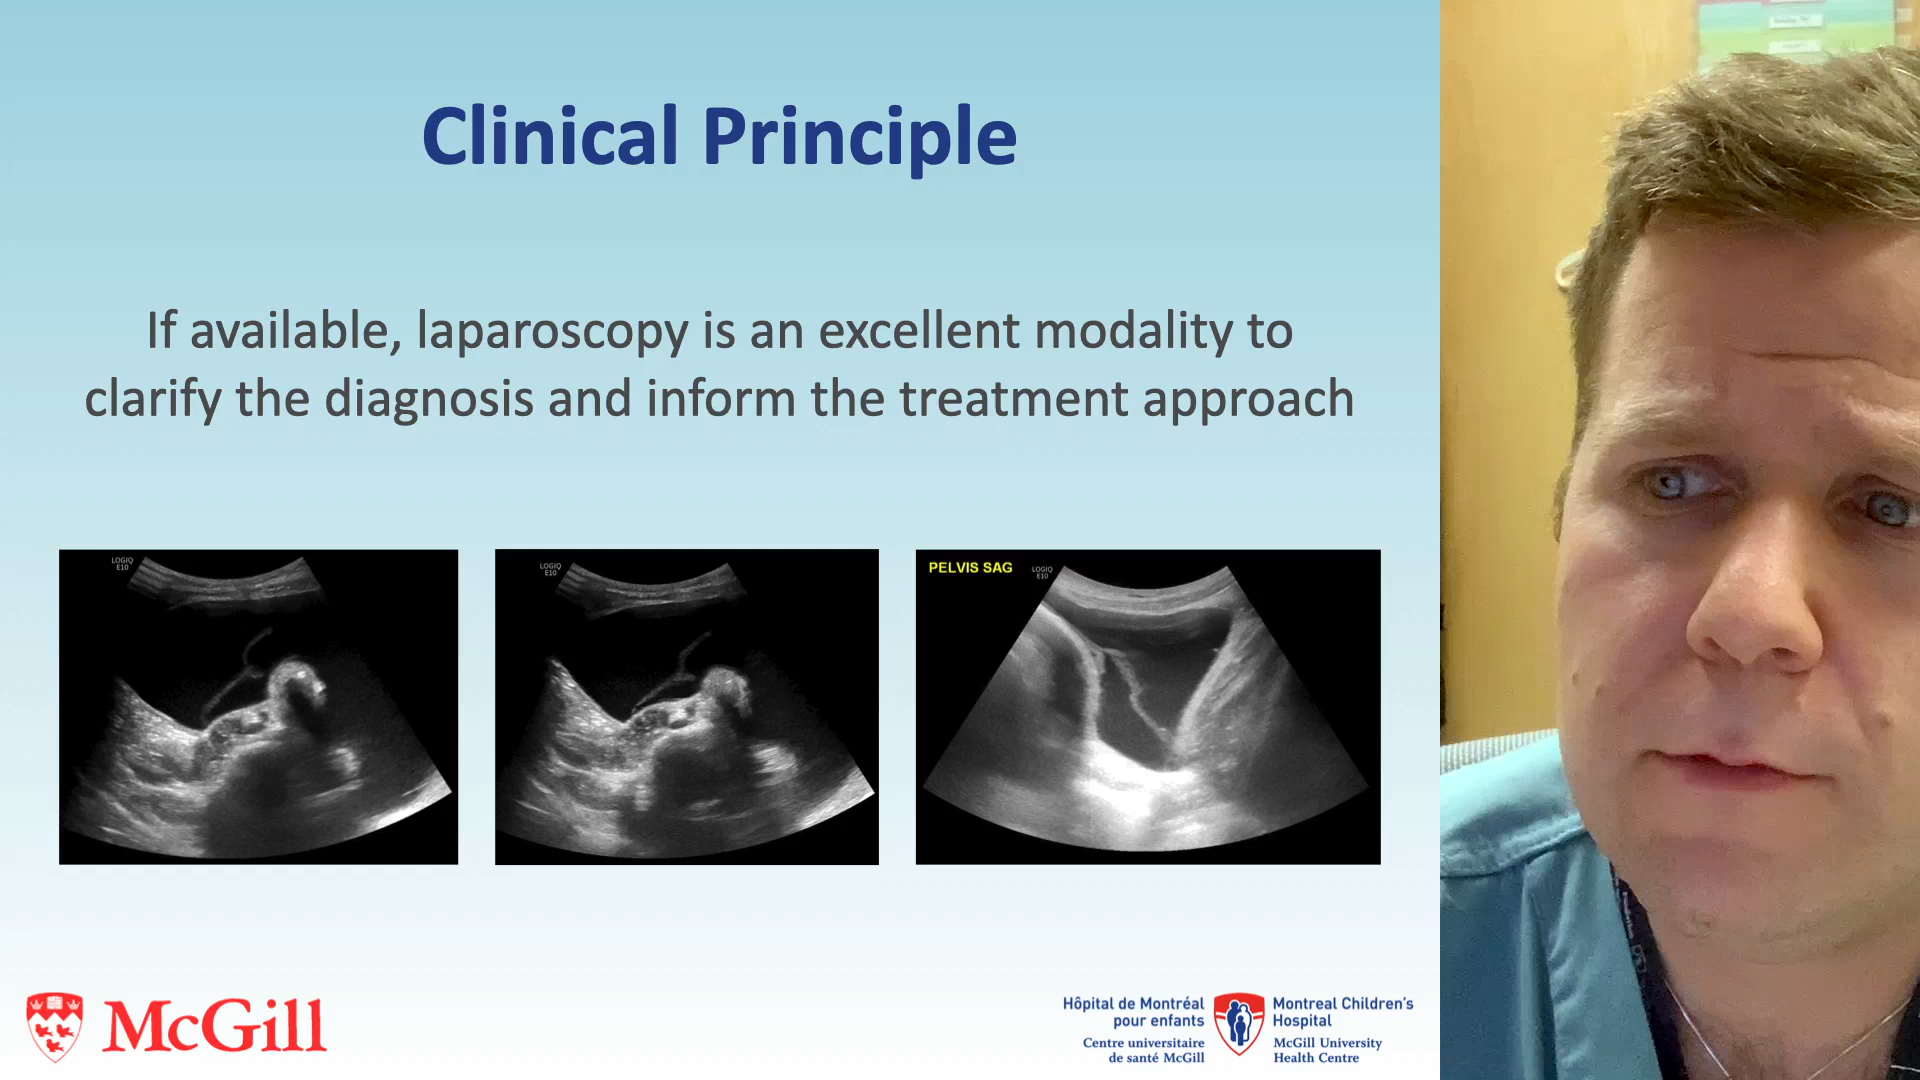 Clinical Principle
If available, laparoscopy is an excellent modality to
clarify the diagnosis and inform the treatment approach
LOGIQ
E10
LOGIQ
E10
PELVIS SAG
LOGIQ
E10
McGill
Hôpital de Montréal
pour enfants
Centre universitaire
de santé McGill
Montreal Children's
Hospital
McGill University
Health Centre